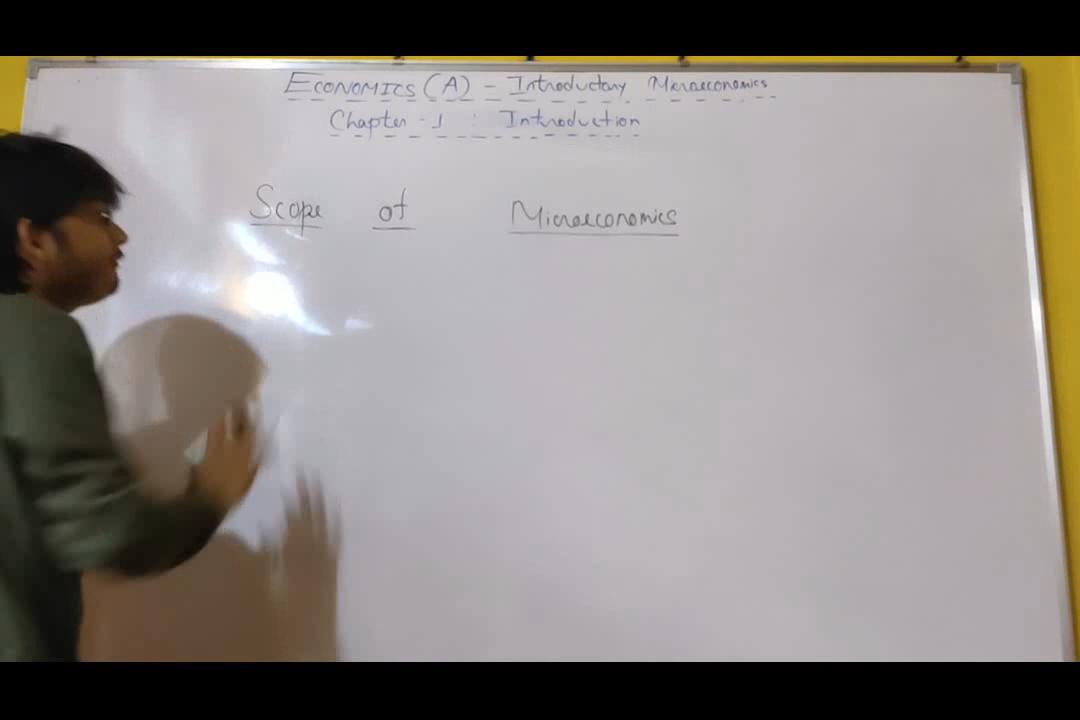 ECONOMICS (A) - Introductory Microeconomics
Chapter - 1 : Introduction
Scope of Microeconomics